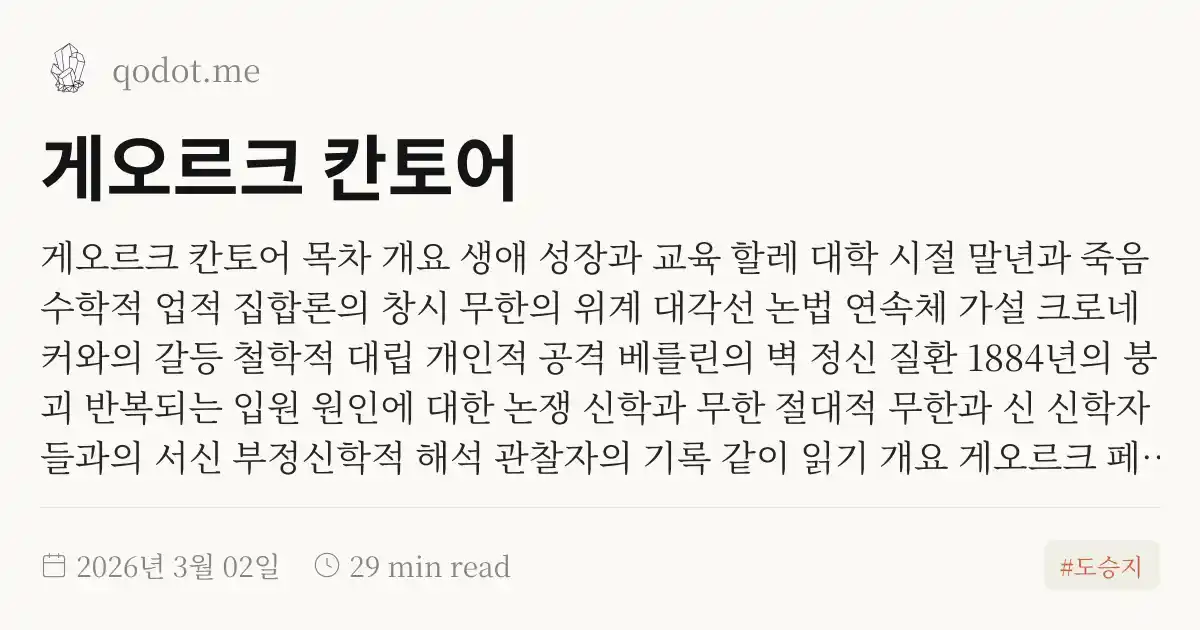 qodot.me
게오르크 칸토어
게오르크 칸토어 목차 개요 생애 성장과 교육 할레 대학 시절 말년과 죽음
수학적 업적 집합론의 창시 무한의 위계 대각선 논법 연속체 가설 크로네
커와의 갈등 철학적 대립 개인적 공격 베를린의 벽 정신 질환 1884년의 붕
괴 반복되는 입원 원인에 대한 논쟁 신학과 무한 절대적 무한과 신 신학자
들과의 서신 부정신학적 해석 관찰자의 기록 같이 읽기 개요 게오르크 페··
2026년 3월 02일 29 min read
#도승지